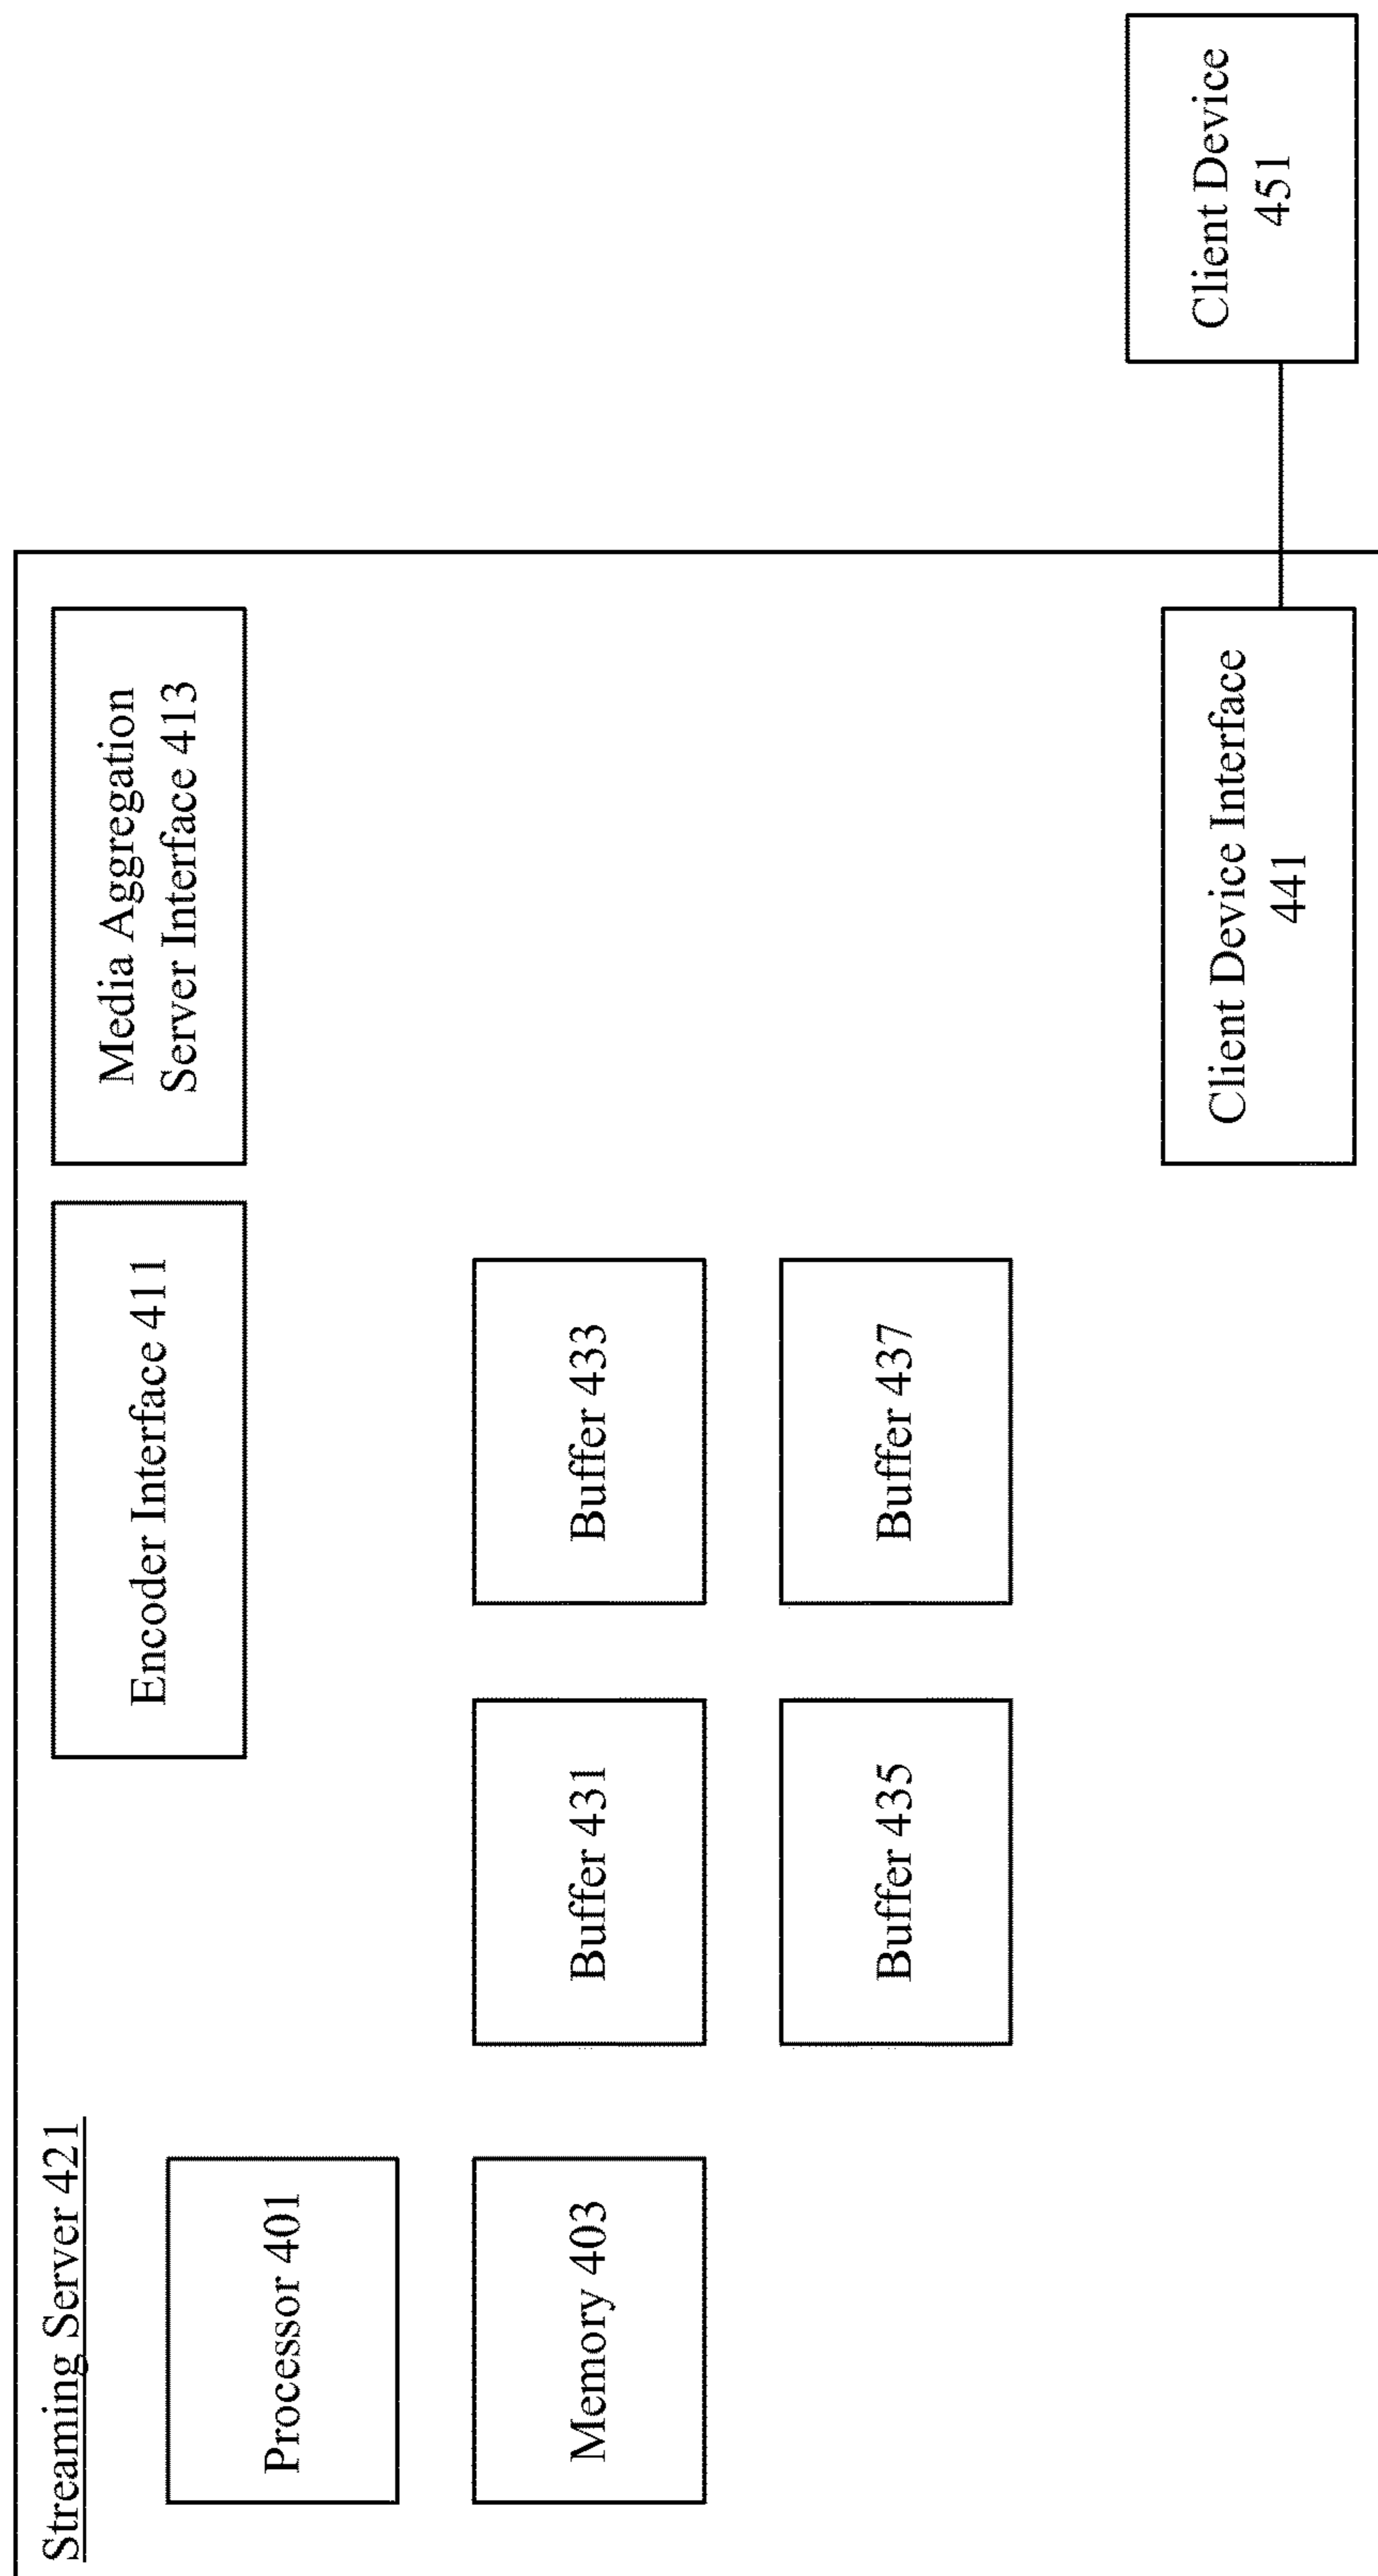 Streaming Server 421
Encoder Interface 411
Media Aggregation
Server Interface 413
Processor 401
Memory 403
Buffer 431
Buffer 433
Buffer 435
Buffer 437
Client Device Interface
441
Client Device
451